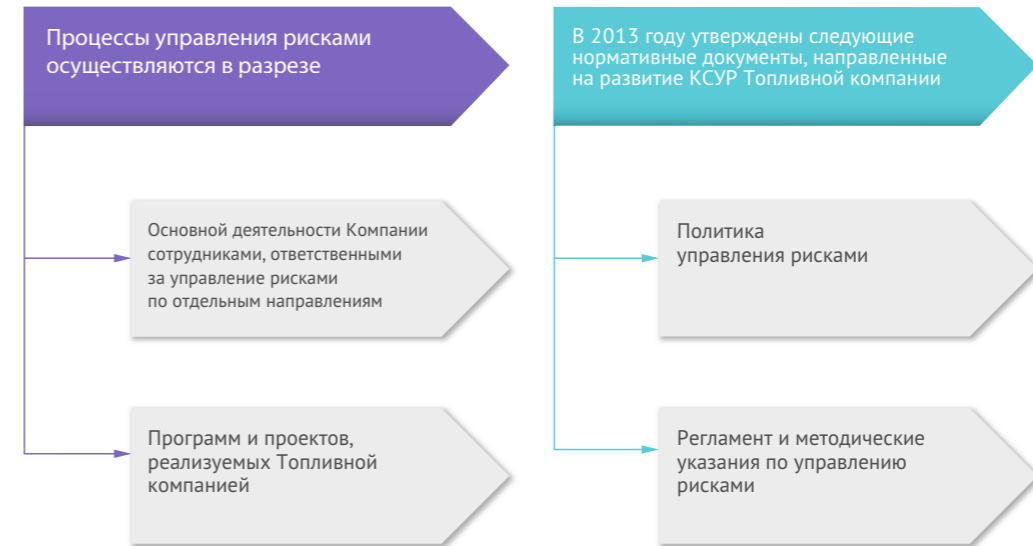 Процессы управления рисками
осуществляются в разрезе
Основной деятельности Компании
сотрудниками, ответственными
за управление рисками
по отдельным направлениям
Программ и проектов,
реализуемых Топливной
компанией
В 2013 году утверждены следующие
нормативные документы, направленные
на развитие КСУР Топливной компании
Политика
управления рисками
Регламент и методические
указания по управлению
рисками